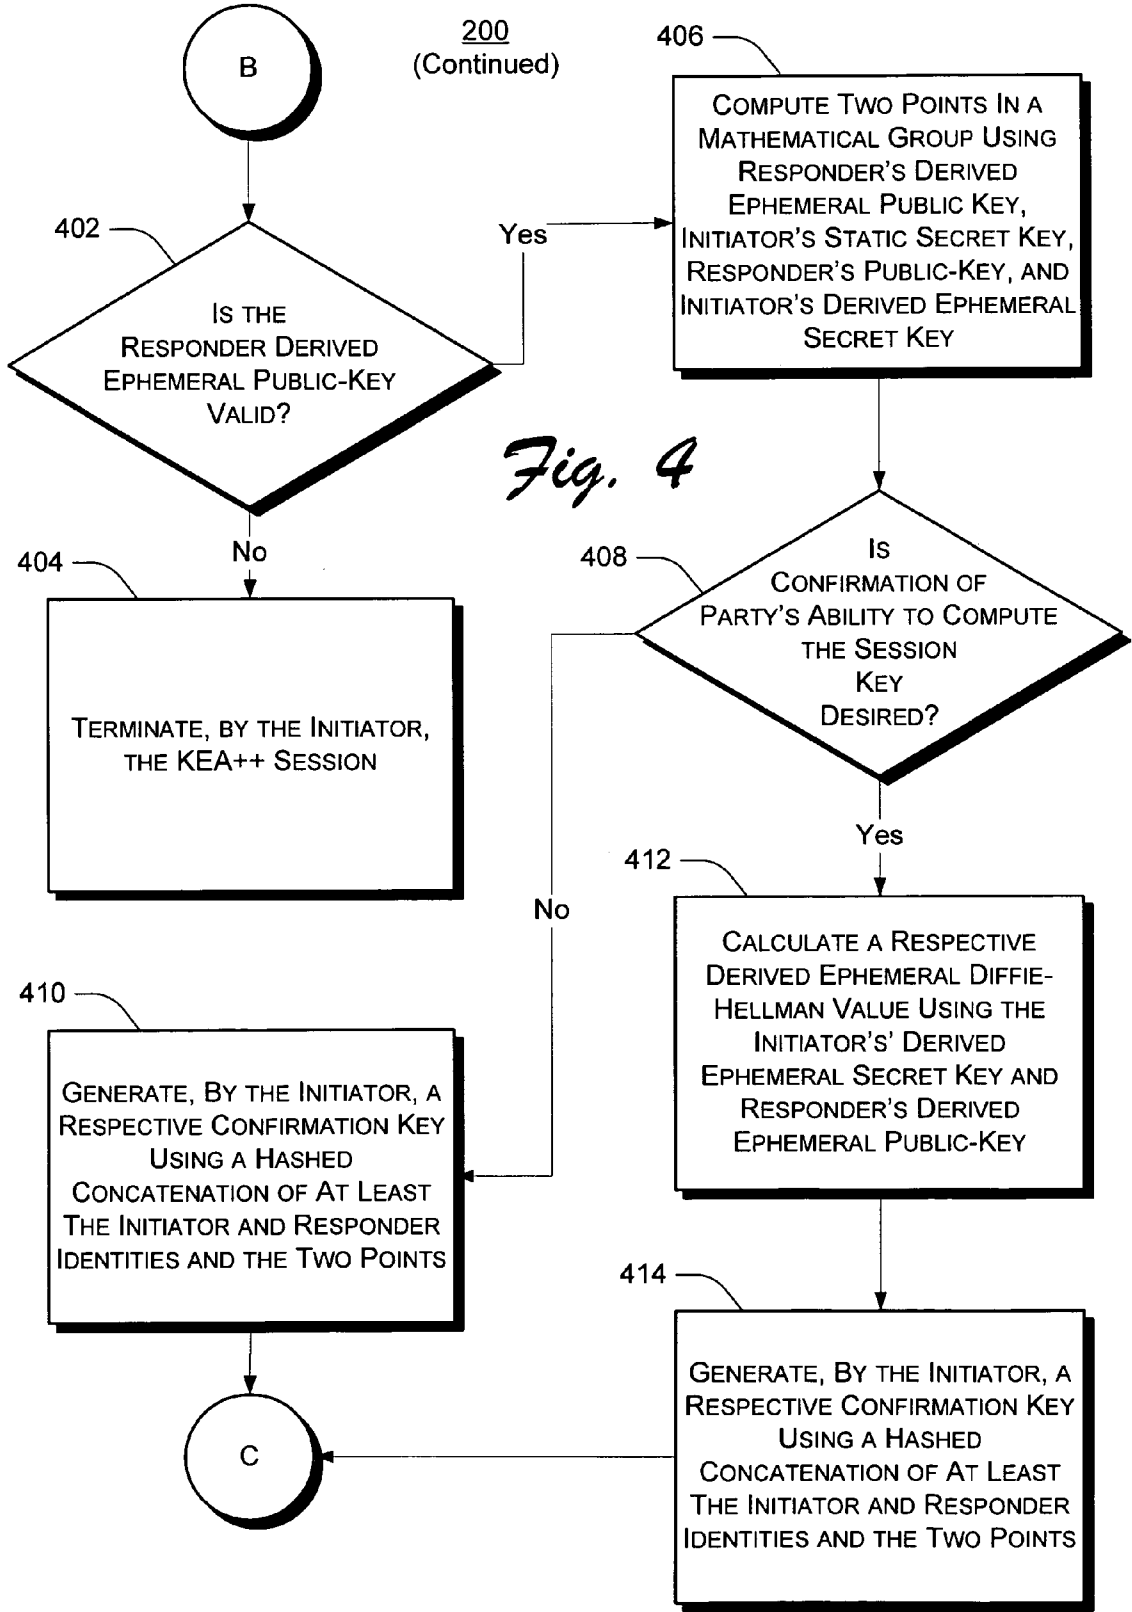 B
200
(Continued)
402
IS THE
RESPONDER DERIVED
EPHEMERAL PUBLIC-KEY
VALID?
Yes
No
404
TERMINATE, BY THE INITIATOR,
THE KEA++ SESSION
406
COMPUTE TWO POINTS IN A
MATHEMATICAL GROUP USING
RESPONDER'S DERIVED
EPHEMERAL PUBLIC KEY,
INITIATOR'S STATIC SECRET KEY,
RESPONDER'S PUBLIC-KEY, AND
INITIATOR'S DERIVED EPHEMERAL
SECRET KEY
Fig. 4
408
IS
CONFIRMATION OF
PARTY'S ABILITY TO COMPUTE
THE SESSION
KEY
DESIRED?
No
Yes
410
GENERATE, BY THE INITIATOR, A
RESPECTIVE CONFIRMATION KEY
USING A HASHED
CONCATENATION OF AT LEAST
THE INITIATOR AND RESPONDER
IDENTITIES AND THE TWO POINTS
412
CALCULATE A RESPECTIVE
DERIVED EPHEMERAL DIFFIE-
HELLMAN VALUE USING THE
INITIATOR'S' DERIVED
EPHEMERAL SECRET KEY AND
RESPONDER'S DERIVED
EPHEMERAL PUBLIC-KEY
414
GENERATE, BY THE INITIATOR, A
RESPECTIVE CONFIRMATION KEY
USING A HASHED
CONCATENATION OF AT LEAST
THE INITIATOR AND RESPONDER
IDENTITIES AND THE TWO POINTS
C